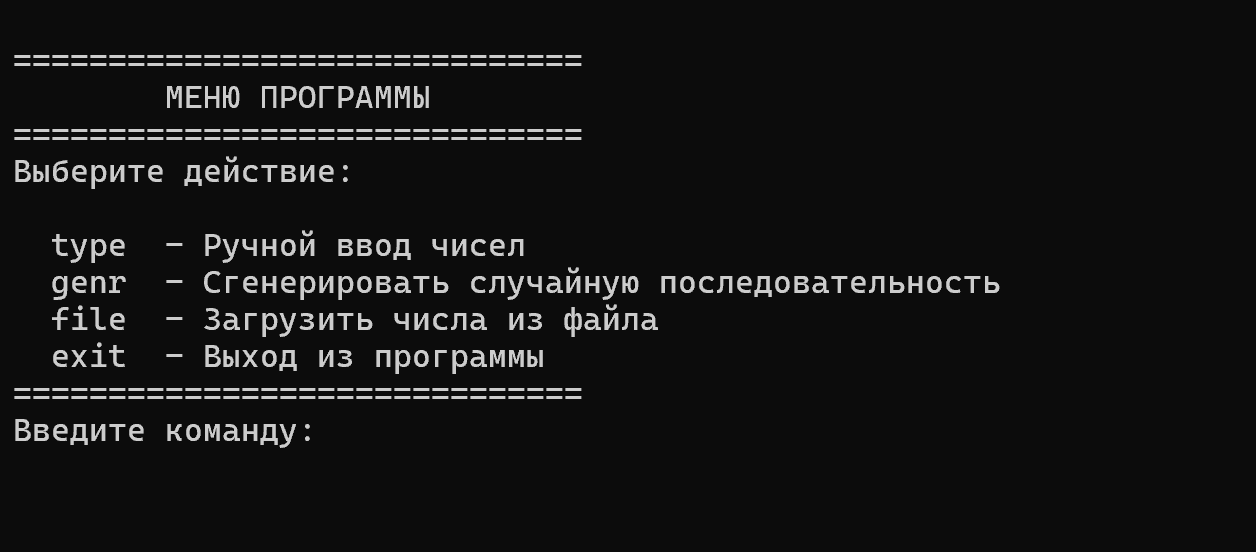 ==============================
        МЕНЮ ПРОГРАММЫ
==============================
Выберите действие:
  type  – Ручной ввод чисел
  genr  – Сгенерировать случайную последовательность
  file  – Загрузить числа из файла
  exit  – Выход из программы
==============================
Введите команду: